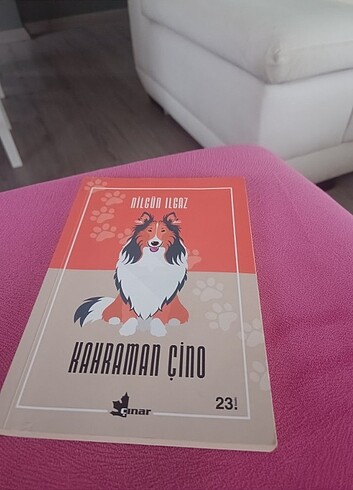 NİLGÜN ILGAZ
KAHRAMAN ÇİNO
çınar
23